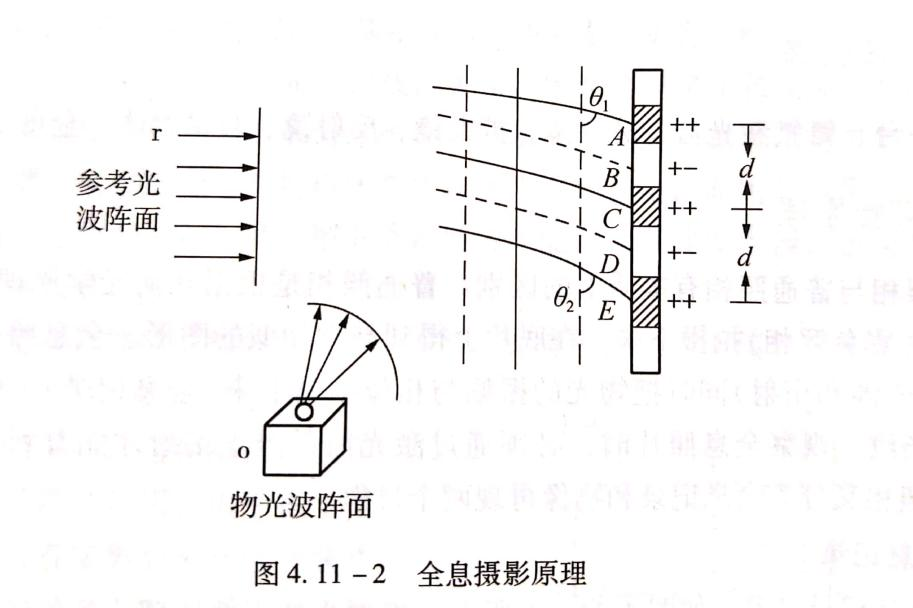 r
参考光
波阵面
θ₁
A
++
B
+-
d
C
++
D
+-
d
θ₂
E
++
o
物光波阵面
图4.11-2 全息摄影原理